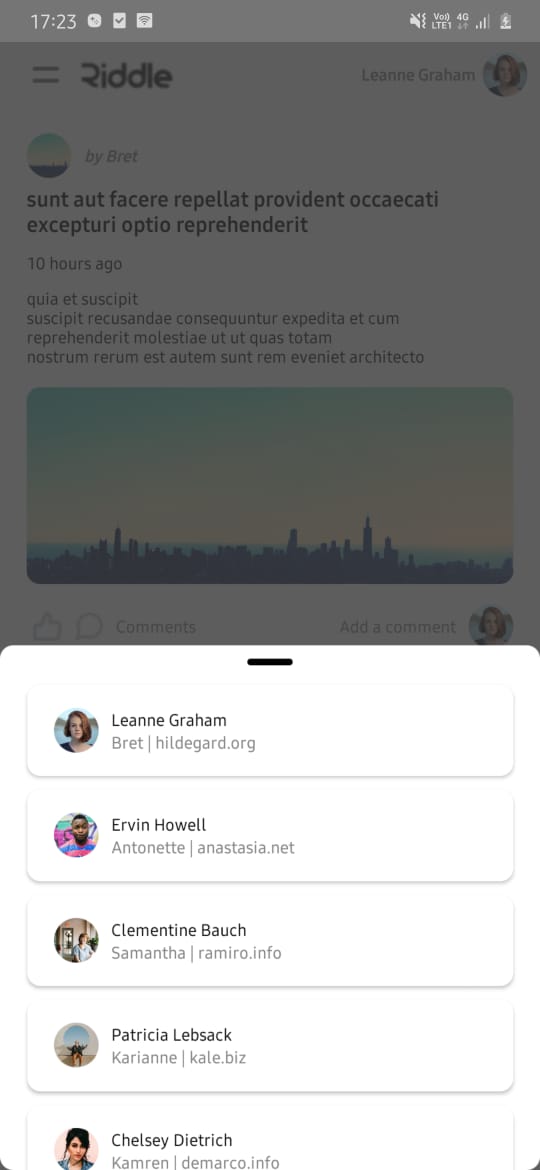 17:23
Vo)) 4G
LTE1
Riddle
Leanne Graham
by Bret
sunt aut facere repellat provident occaecati
excepturi optio reprehenderit
10 hours ago
quia et suscipit
suscipit recusandae consequuntur expedita et cum
reprehenderit molestiae ut ut quas totam
nostrum rerum est autem sunt rem eveniet architecto
Comments
Add a comment
Leanne Graham
Bret | hildegard.org
Ervin Howell
Antonette | anastasia.net
Clementine Bauch
Samantha | ramiro.info
Patricia Lebsack
Karianne | kale.biz
Chelsey Dietrich
Kamren | demarco.info